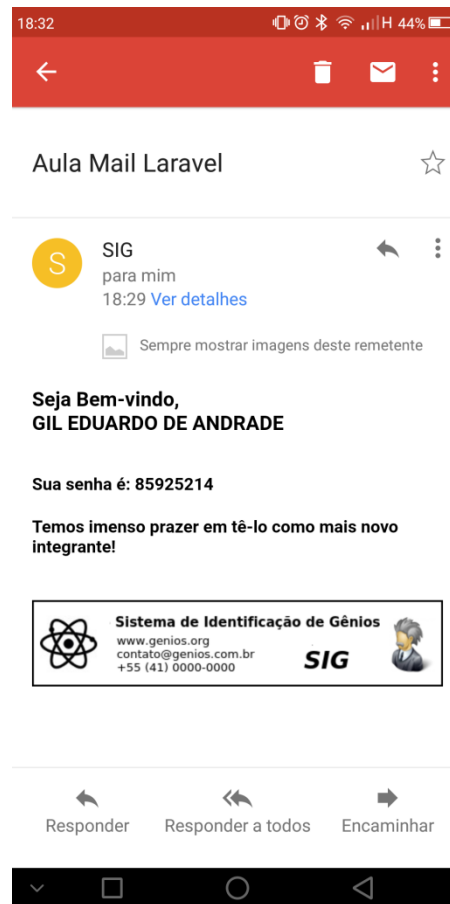 18:32
H 44%
Aula Mail Laravel
S
SIG
para mim
18:29 Ver detalhes
Sempre mostrar imagens deste remetente
Seja Bem-vindo,
GIL EDUARDO DE ANDRADE
Sua senha é: 85925214
Temos imenso prazer em tê-lo como mais novo
integrante!
Sistema de Identificação de Gênios
www.genios.org
contato@genios.com.br
+55 (41) 0000-0000
SIG
Responder
Responder a todos
Encaminhar